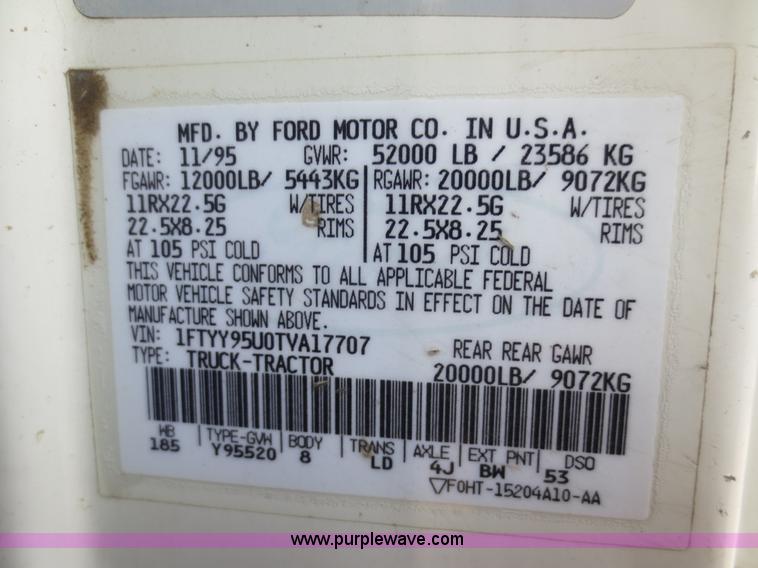 MFD. BY FORD MOTOR CO. IN U.S.A.
DATE: 11/95 GVWR: 52000 LB / 23586 KG
FGAWR: 12000LB/ 5443KG RGAWR: 20000LB/ 9072KG
11RX22.5G W/TIRES 11RX22.5G W/TIRES
22.5X8.25 RIMS 22.5X8.25 RIMS
AT 105 PSI COLD AT 105 PSI COLD
THIS VEHICLE CONFORMS TO ALL APPLICABLE FEDERAL
MOTOR VEHICLE SAFETY STANDARDS IN EFFECT ON THE DATE OF
MANUFACTURE SHOWN ABOVE.
VIN: 1FTYY95U0TVA17707 REAR REAR GAWR
TYPE: TRUCK-TRACTOR 20000LB/ 9072KG
WB TYPE-GVW BODY TRANS AXLE EXT PNT DSO
185 Y95520 8 LD 4J BW 53
F0HT-15204A10-AA
www.purplewave.com